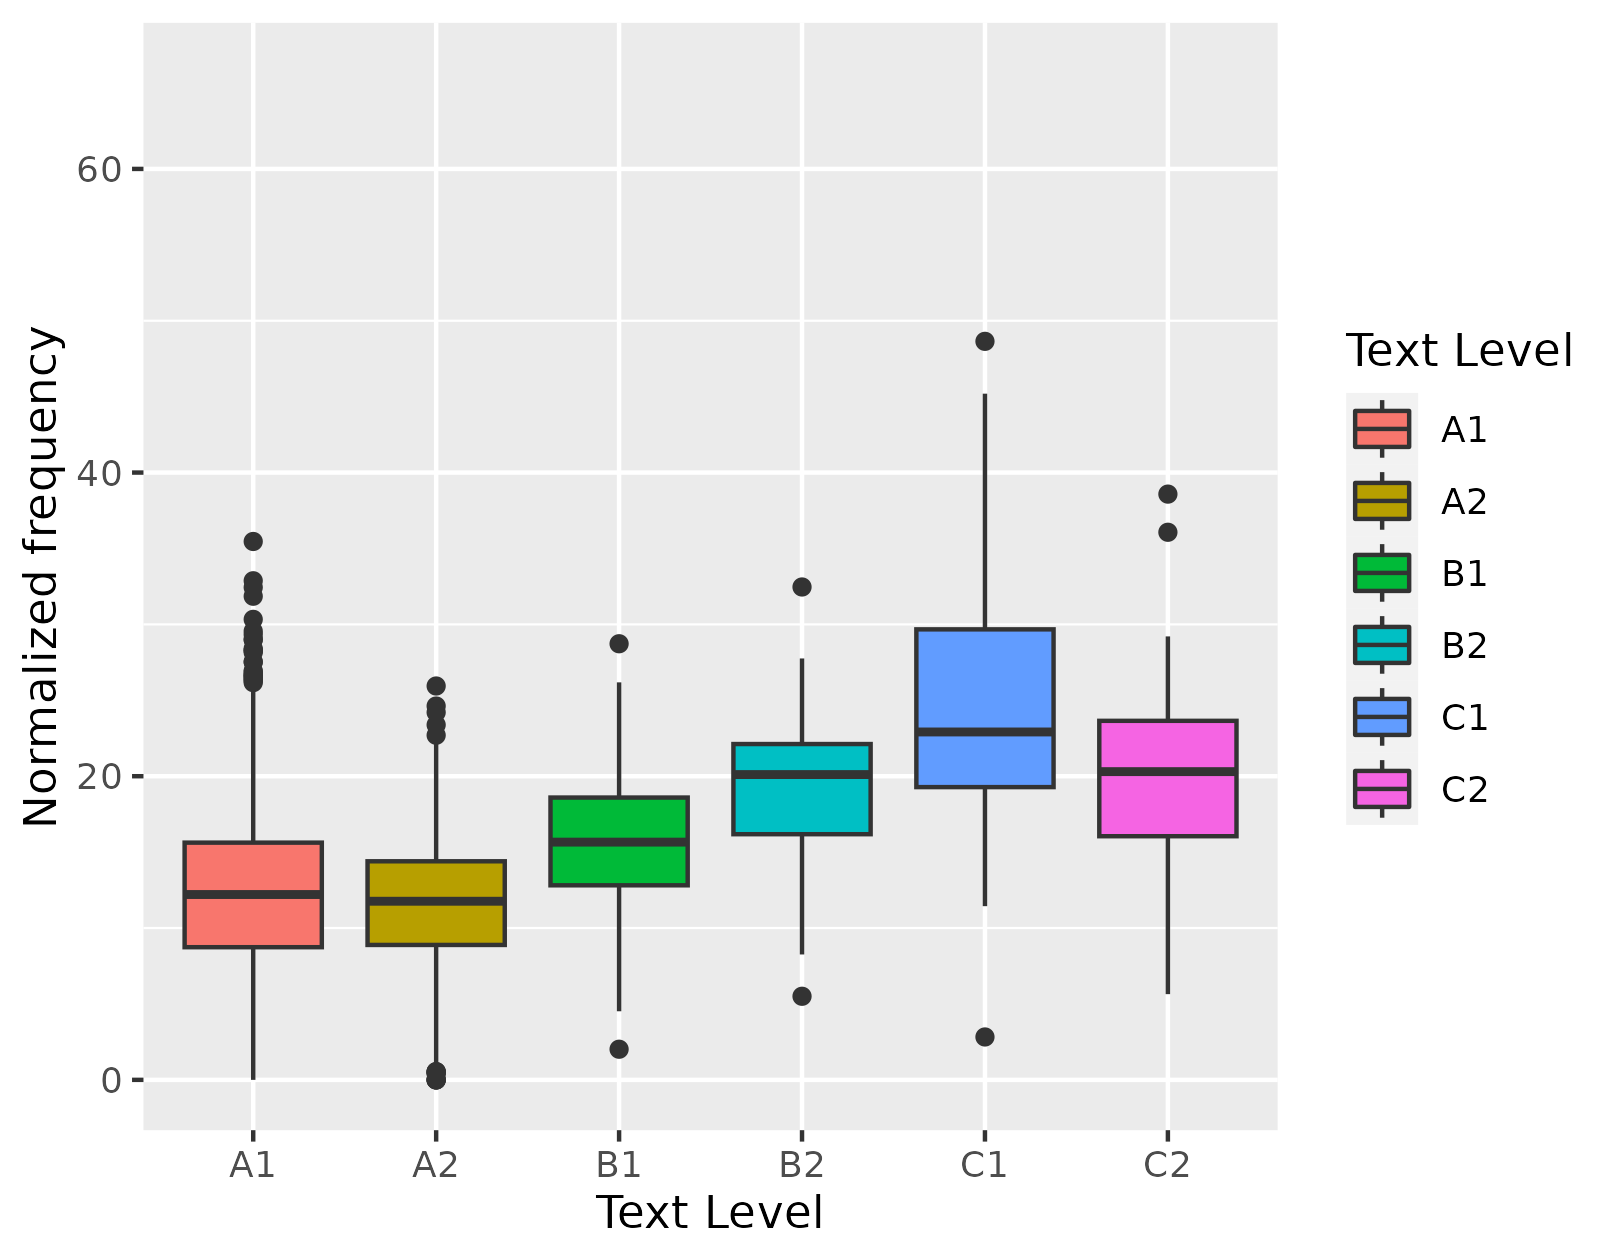 Normalized frequency
60
40
20
0
A1 A2 B1 B2 C1 C2
Text Level
Text Level
A1
A2
B1
B2
C1
C2